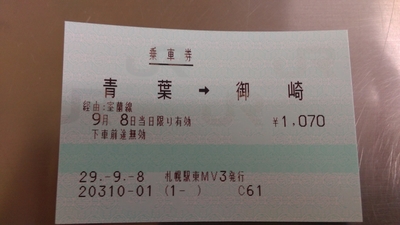 乗車券
青葉 → 御崎
経由:室蘭線
9月 8日当日限り有効 ¥1,070
下車前途無効
29.-9.-8 札幌駅東MV3発行
20310-01 (1- ) C61